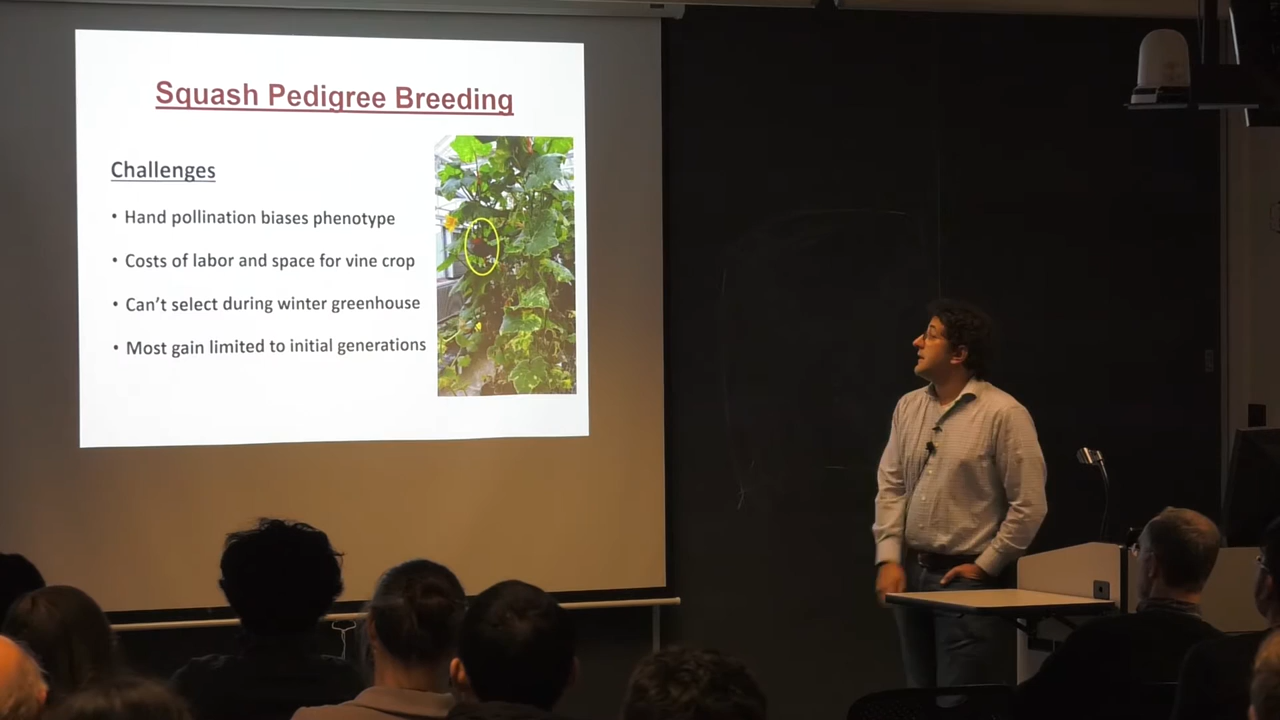 Squash Pedigree Breeding
Challenges
• Hand pollination biases phenotype
• Costs of labor and space for vine crop
• Can't select during winter greenhouse
• Most gain limited to initial generations